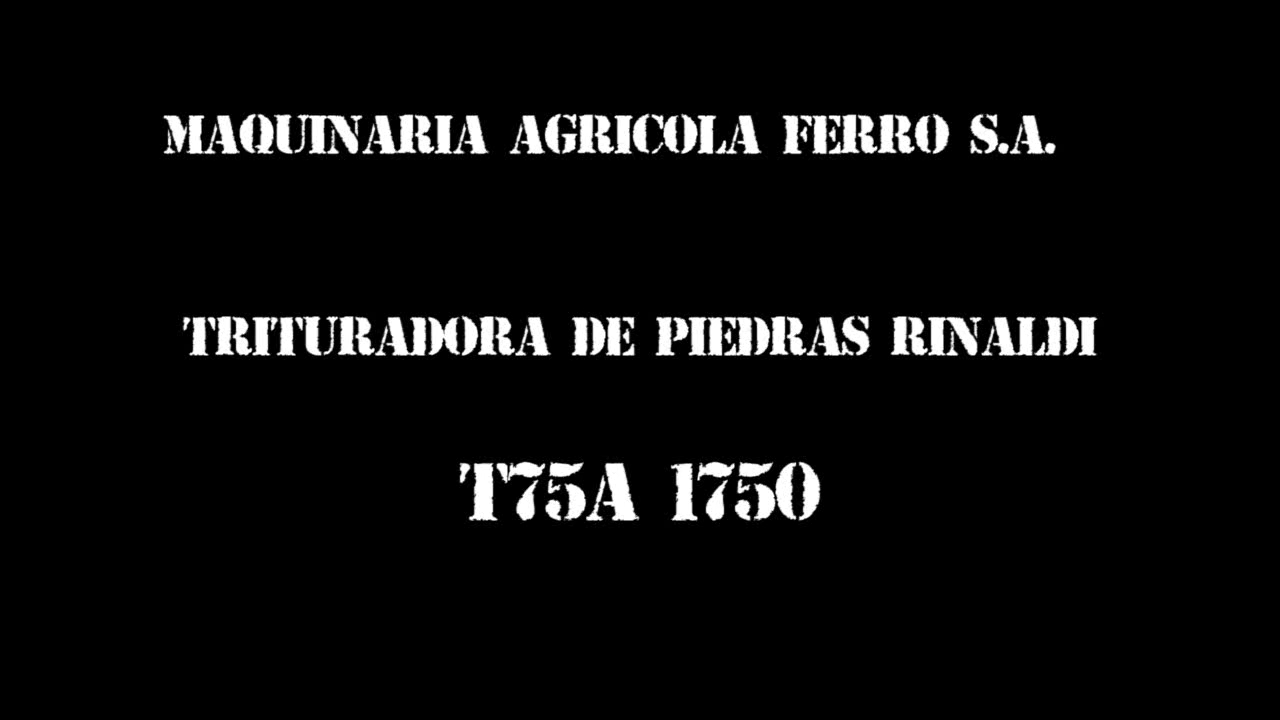 MAQUINARIA AGRICOLA FERRO S.A.
TRITURADORA DE PIEDRAS RINALDI
T75A 1750